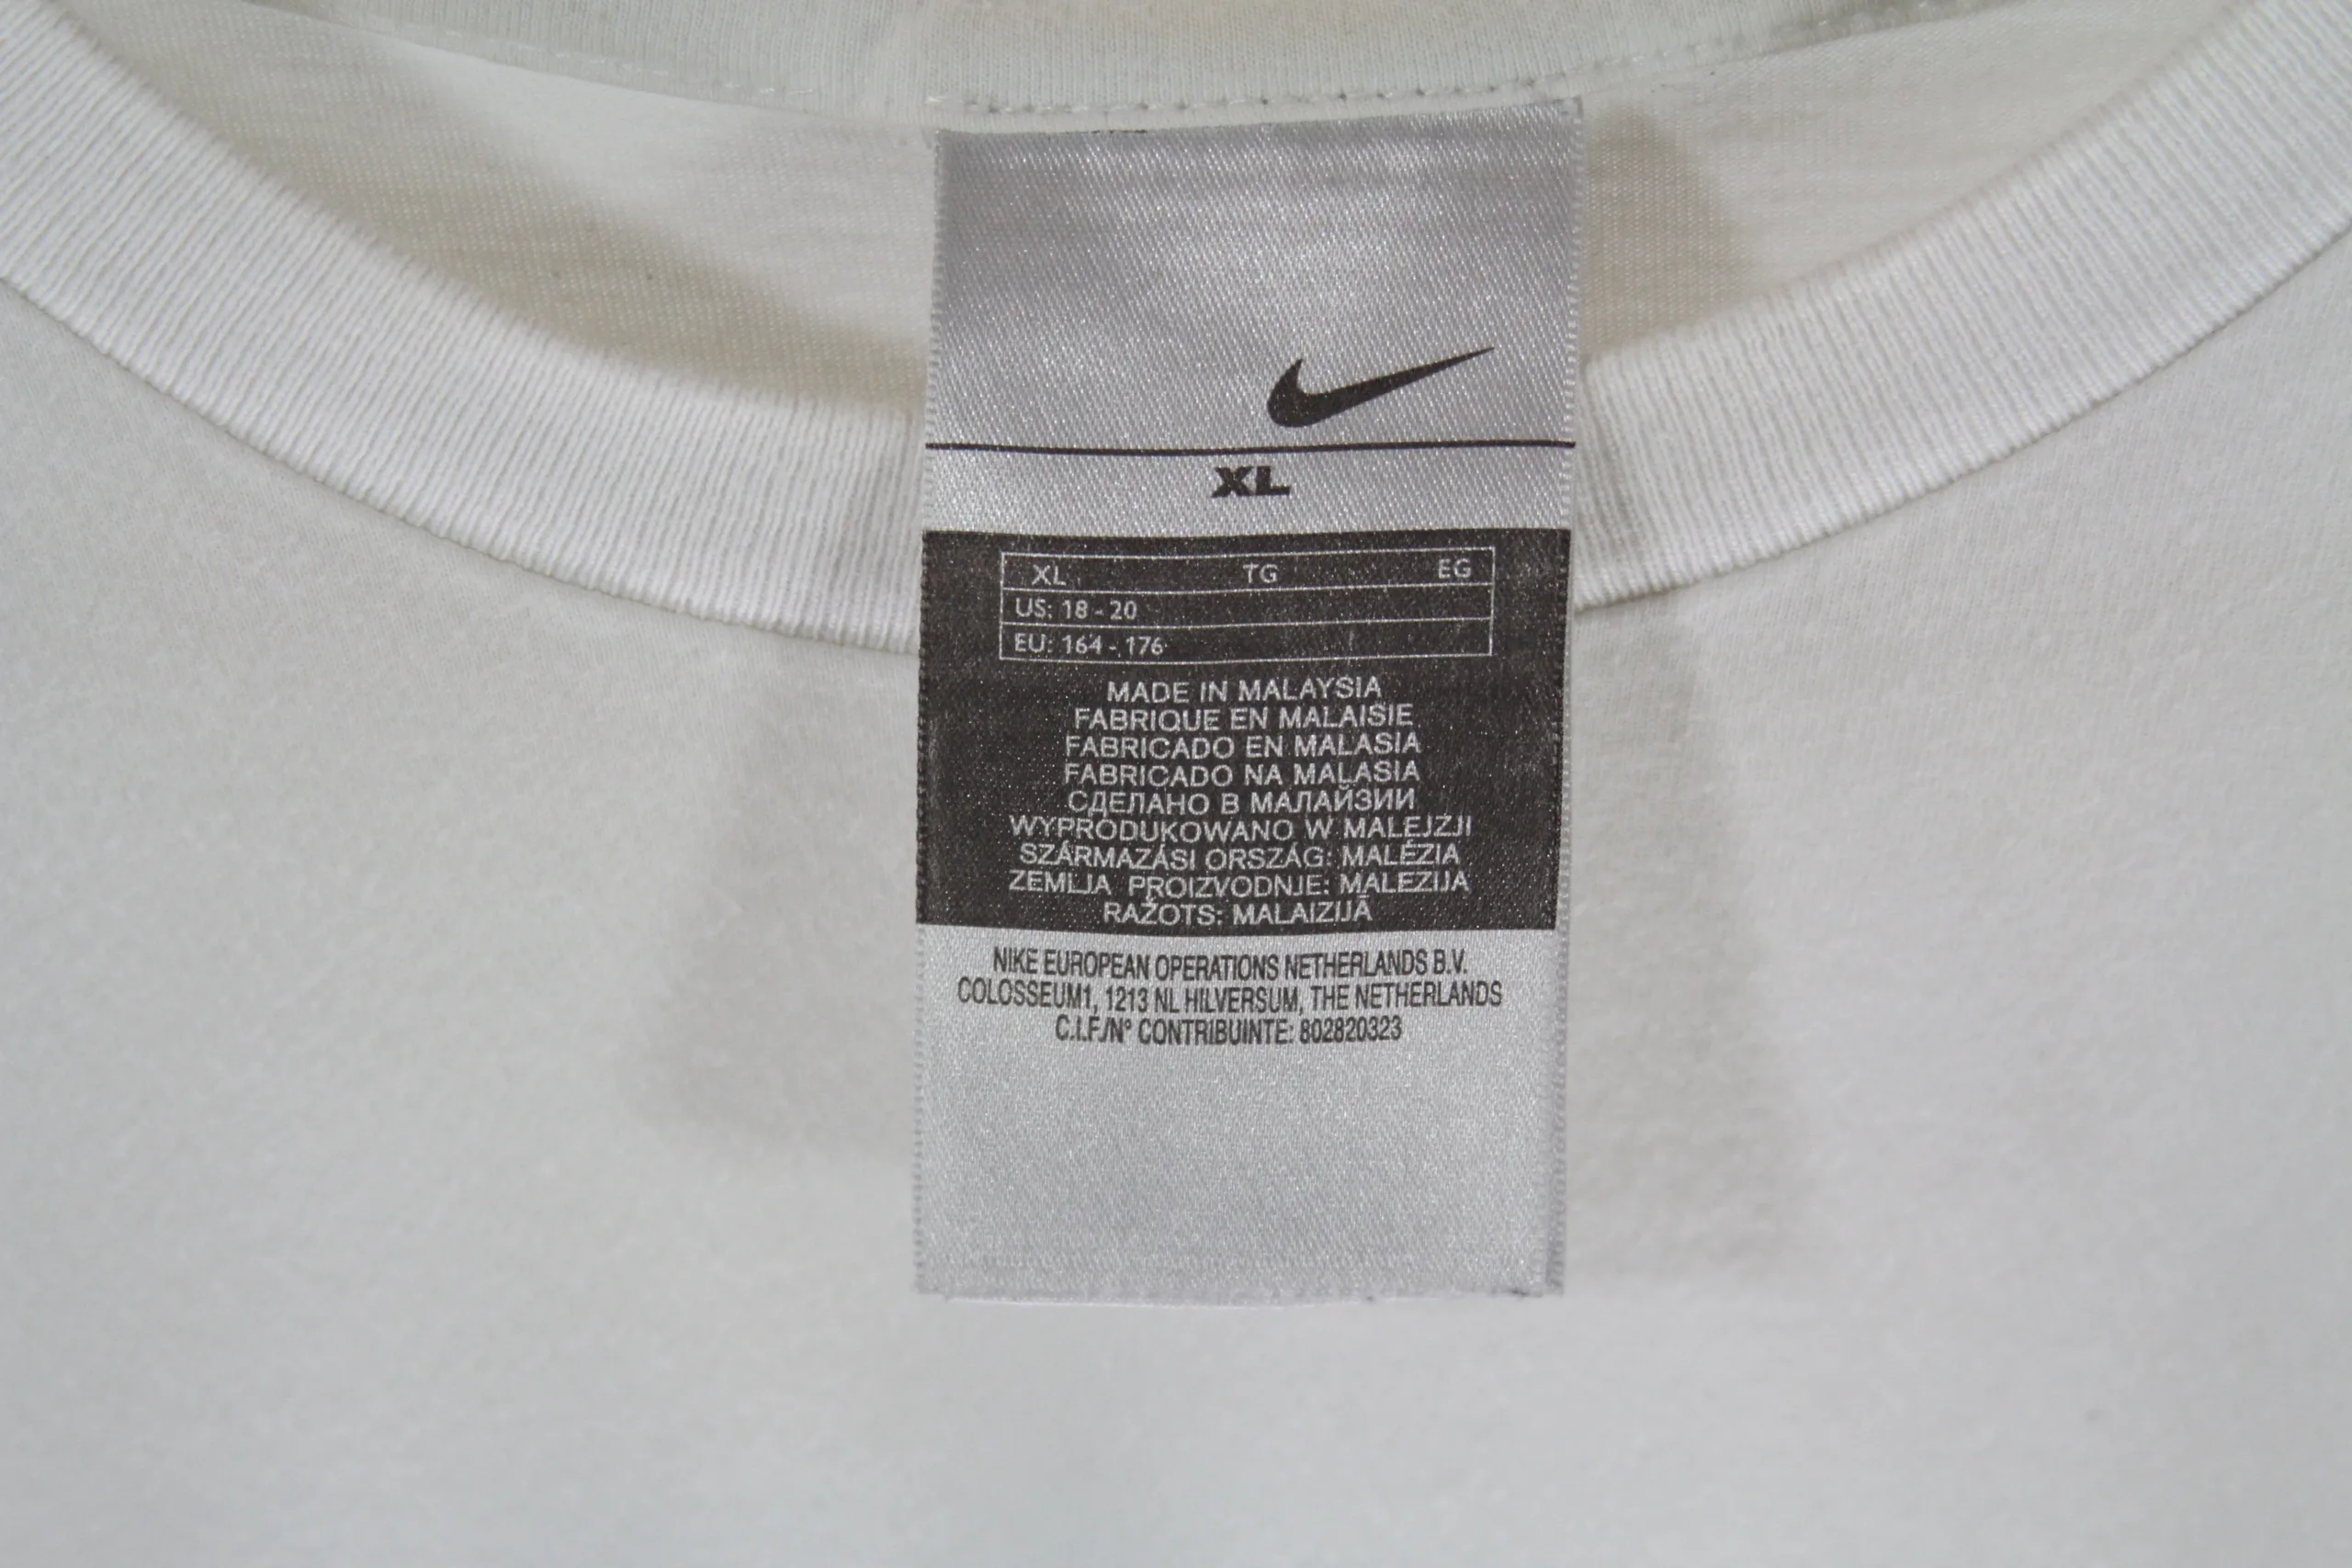 XL
XL TG EG
US: 18 - 20
EU: 164 - 176
MADE IN MALAYSIA
FABRIQUE EN MALAISIE
FABRICADO EN MALASIA
FABRICADO NA MALASIA
СДЕЛАНО В МАЛАЙЗИИ
WYPRODUKOWANO W MALEJZJI
SZÁRMAZÁSI ORSZÁG: MALÉZIA
ZEMLJA PROIZVODNJE: MALEZIJA
RAŽOTS: MALAIZIJĀ
NIKE EUROPEAN OPERATIONS NETHERLANDS B.V.
COLOSSEUM1, 1213 NL HILVERSUM, THE NETHERLANDS
C.I.F./N° CONTRIBUINTE: 802820323